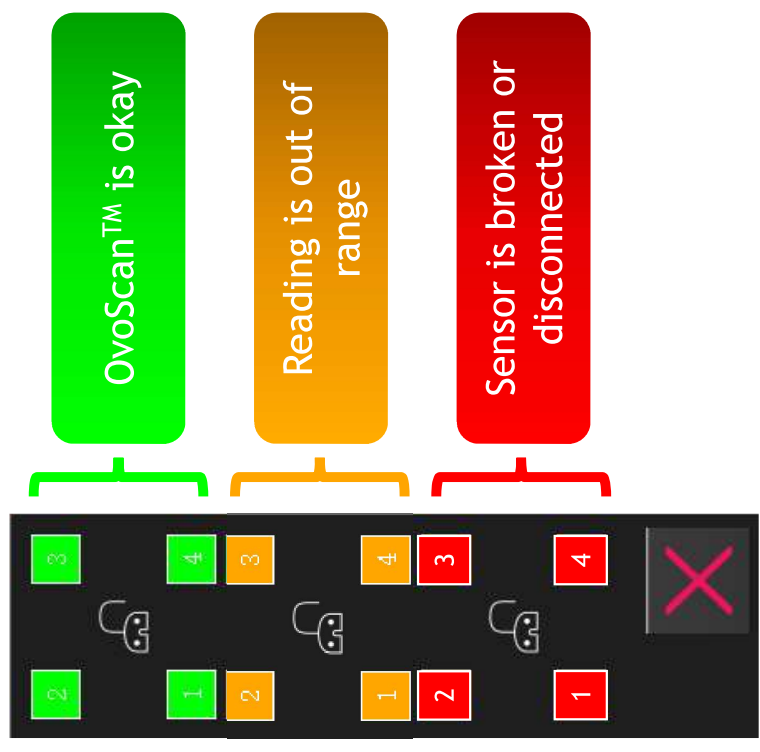 2 3
OvoScan™ is okay
1 4
2 3
Reading is out of
range
1 4
2 3
Sensor is broken or
disconnected
1 4